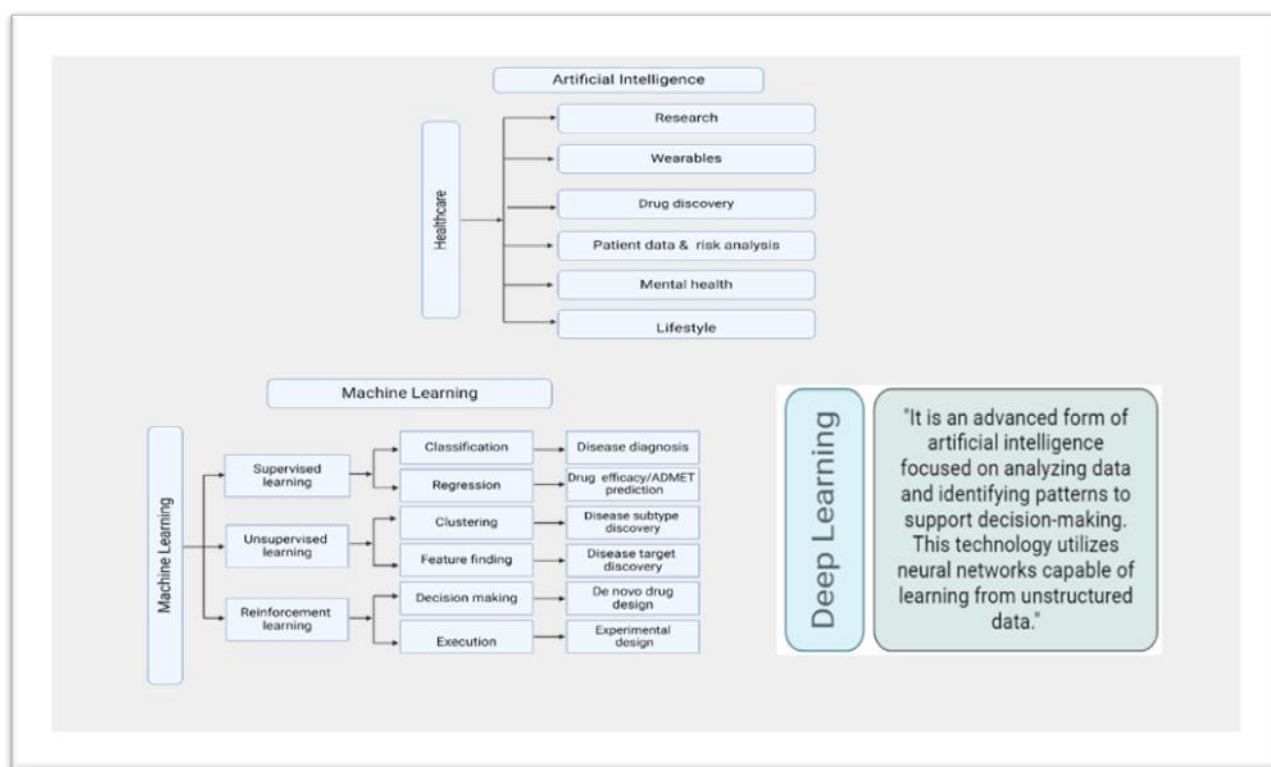 Artificial Intelligence
Healthcare
Research
Wearables
Drug discovery
Patient data & risk analysis
Mental health
Lifestyle
Machine Learning
Machine Learning
Supervised
learning
Classification
Disease diagnosis
Regression
Drug efficacy/ADMET
prediction
Unsupervised
learning
Clustering
Disease subtype
discovery
Feature finding
Disease target
discovery
Reinforcement
learning
Decision making
De novo drug
design
Execution
Experimental
design
Deep Learning
"It is an advanced form of
artificial intelligence
focused on analyzing data
and identifying patterns to
support decision-making.
This technology utilizes
neural networks capable of
learning from unstructured
data."